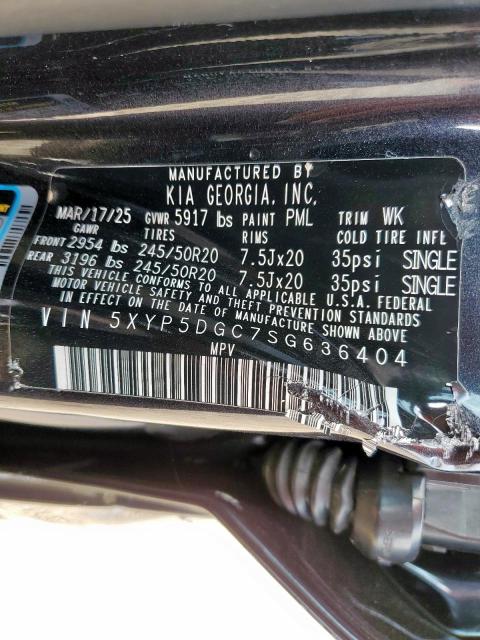 MANUFACTURED BY
KIA GEORGIA, INC,
MAR/17/25 GVWR 5917 lbs PAINT PML TRIM WK
GAWR TIRES RIMS COLD TIRE INFL
FRONT 2954 lbs 245/50R20 7.5Jx20 35psi SINGLE
REAR 3196 lbs 245/50R20 7.5Jx20 35psi SINGLE
THIS VEHICLE CONFORMS TO ALL APPLICABLE U.S.A. FEDERAL
MOTOR VEHICLE SAFETY AND THEFT PREVENTION STANDARDS
IN EFFECT ON THE DATE OF MANUFACTURE SHOWN ABOVE
VIN 5XYP5DGC7SG636404
MPV